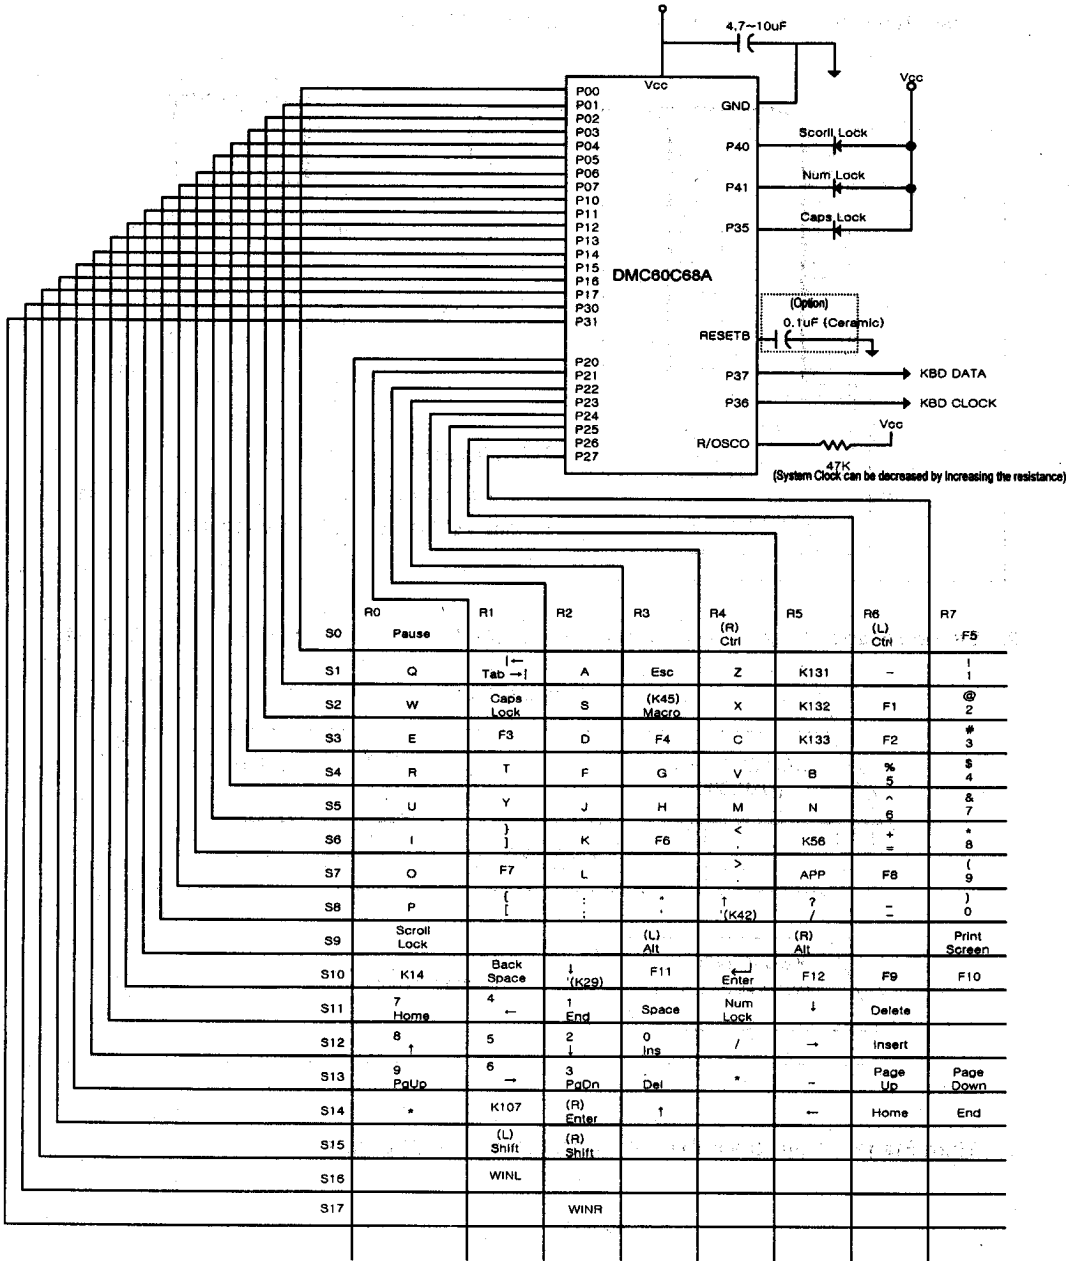 4.7~10uF
Vcc
P00
P01
P02
P03
P04
P05
P06
P07
P10
P11
P12
P13
P14
P15
P16
P17
P30
P31
P20
P21
P22
P23
P24
P25
P26
P27
DMC60C68A
GND
P40
P41
P35
RESETB
P37
P36
R/OSCO
Vcc
Scorll Lock
Num Lock
Caps Lock
(Option)
0.1uF (Ceramic)
KBD DATA
KBD CLOCK
Vcc
47K
(System Clock can be decreased by Increasing the resistance)
R0 R1 R2 R3 R4 R5 R6 R7
S0 Pause (R) Ctrl (L) Ctrl F5
S1 Q Tab |← →| A Esc Z K131 - ! 1
S2 W Caps Lock S (K45) Macro X K132 F1 @ 2
S3 E F3 D F4 C K133 F2 # 3
S4 R T F G V B % 5 $ 4
S5 U Y J H M N ^ 6 & 7
S6 I } ] K F6 < , K56 + = * 8
S7 O F7 L > . APP F8 ( 9
S8 P { [ : ; " ' ↑ '(K42) ? / _ - ) 0
S9 Scroll Lock (L) Alt (R) Alt Print Screen
S10 K14 Back Space ↓ '(K29) F11 Enter F12 F9 F10
S11 7 Home 4 ← 1 End Space Num Lock ↓ Delete
S12 8 ↑ 5 2 ↓ 0 Ins / → Insert
S13 9 PgUp 6 → 3 PgDn . Del * - Page Up Page Down
S14 * K107 (R) Enter ↑ ← Home End
S15 (L) Shift (R) Shift
S16 WINL
S17 WINR